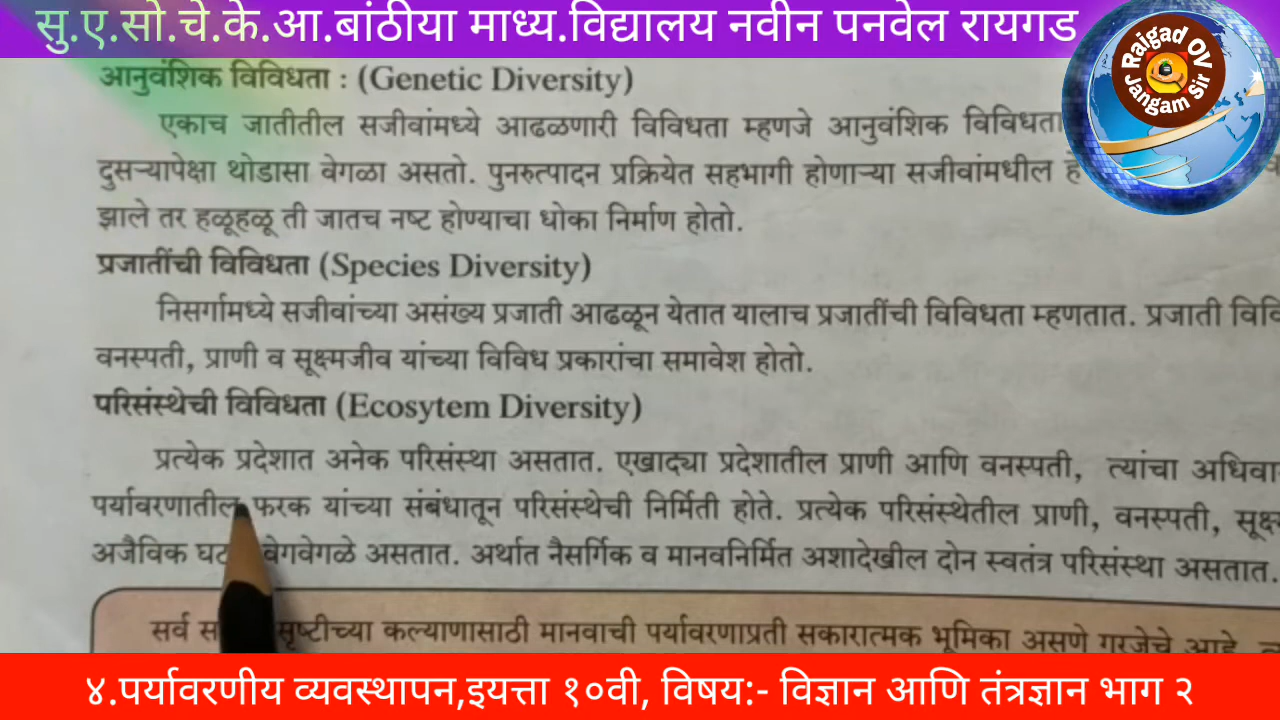 सु.ए.सो.चे.के.आ.बांठीया माध्य.विद्यालय नवीन पनवेल रायगड
Raigad OV
Jangam Sir
आनुवंशिक विविधता : (Genetic Diversity)
एकाच जातीतील सजीवांमध्ये आढळणारी विविधता म्हणजे आनुवंशिक विविधता
दुसऱ्यापेक्षा थोडासा वेगळा असतो. पुनरुत्पादन प्रक्रियेत सहभागी होणाऱ्या सजीवांमधील
झाले तर हळूहळू ती जातच नष्ट होण्याचा धोका निर्माण होतो.
प्रजातींची विविधता (Species Diversity)
निसर्गामध्ये सजीवांच्या असंख्य प्रजाती आढळून येतात यालाच प्रजातींची विविधता म्हणतात. प्रजाती
वनस्पती, प्राणी व सूक्ष्मजीव यांच्या विविध प्रकारांचा समावेश होतो.
परिसंस्थेची विविधता (Ecosytem Diversity)
प्रत्येक प्रदेशात अनेक परिसंस्था असतात. एखाद्या प्रदेशातील प्राणी आणि वनस्पती, त्यांचा
पर्यावरणातील फरक यांच्या संबंधातून परिसंस्थेची निर्मिती होते. प्रत्येक परिसंस्थेतील प्राणी, वनस्पती,
अजैविक वेगवेगळे असतात. अर्थात नैसर्गिक व मानवनिर्मित अशादेखील दोन स्वतंत्र परिसंस्था असतात.
सर्व सृष्टीच्या कल्याणासाठी मानवाची पर्यावरणाप्रती सकारात्मक भूमिका असणे गरजेचे आहे.
४.पर्यावरणीय व्यवस्थापन,इयत्ता १०वी, विषय:- विज्ञान आणि तंत्रज्ञान भाग २